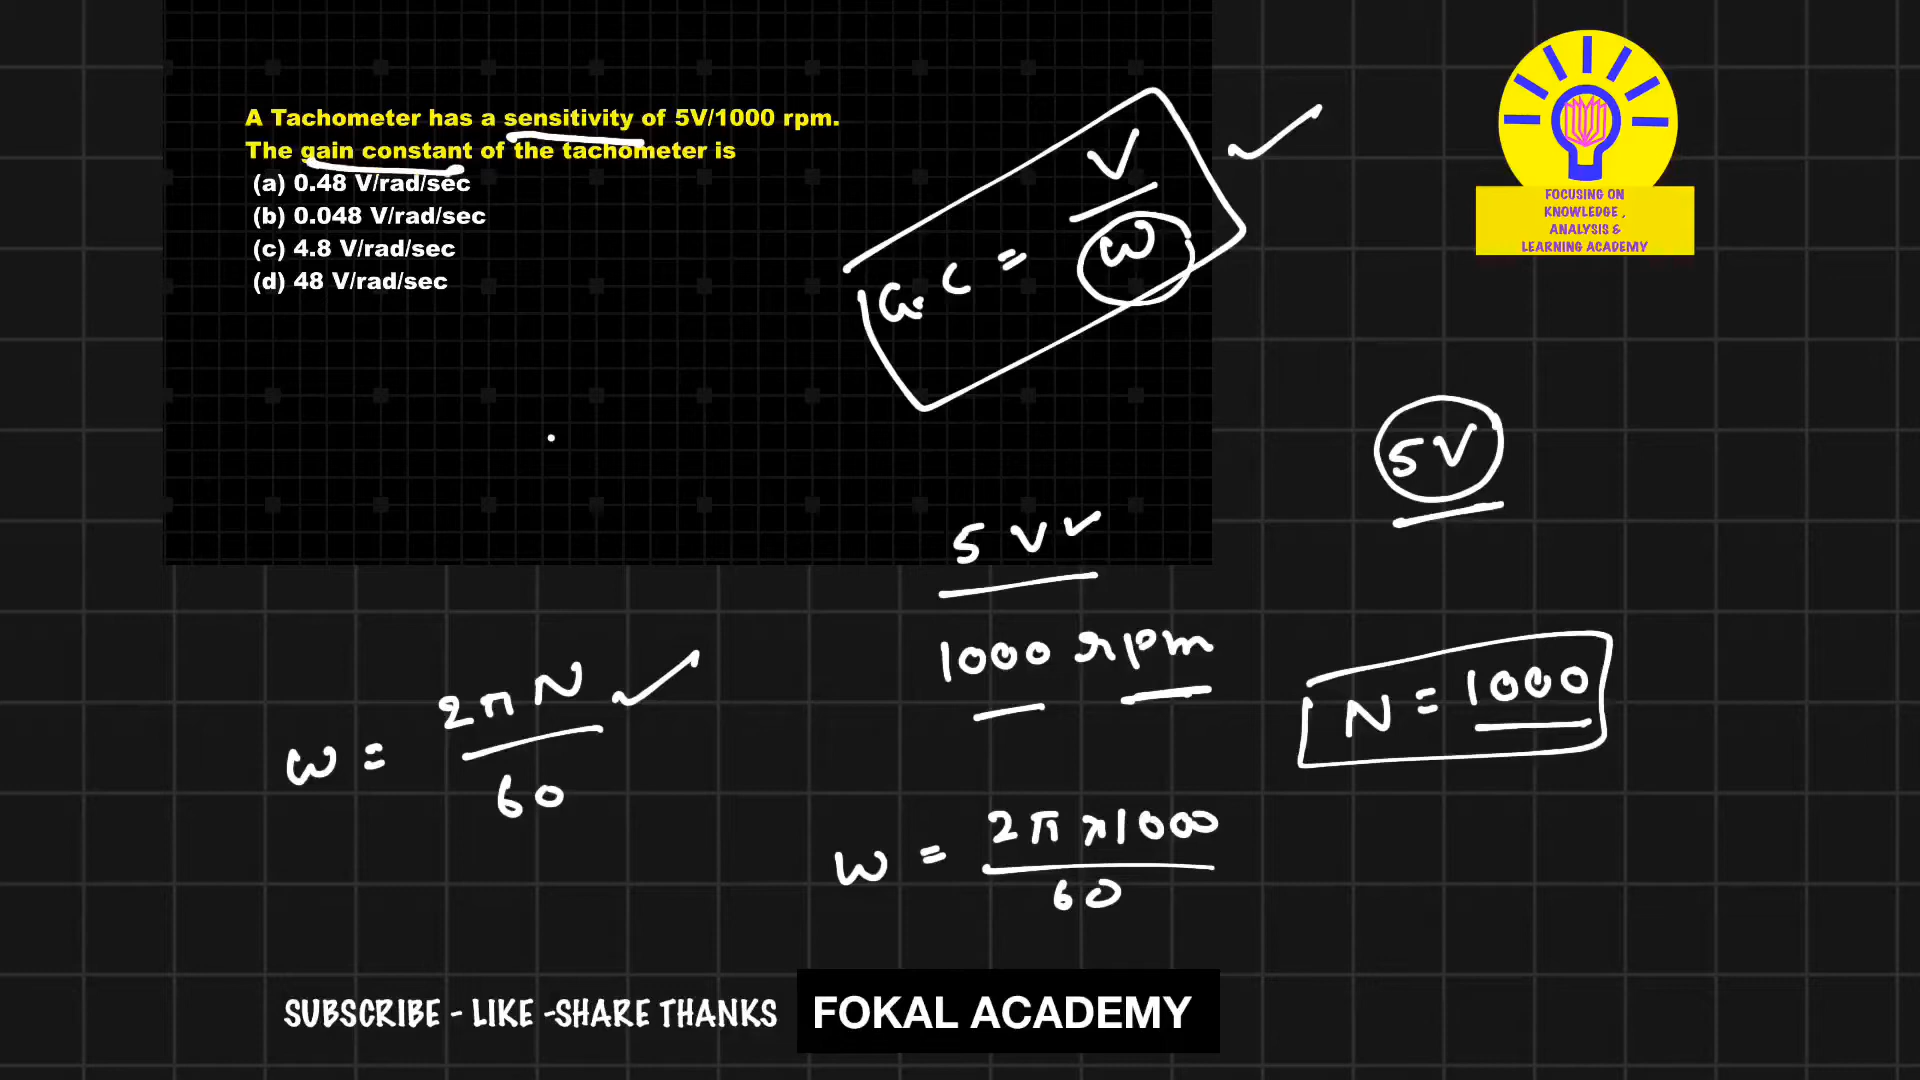 A Tachometer has a sensitivity of 5V/1000 rpm.
The gain constant of the tachometer is
(a) 0.48 V/rad/sec
(b) 0.048 V/rad/sec
(c) 4.8 V/rad/sec
(d) 48 V/rad/sec
G.C = V/ω
FOCUSING ON
KNOWLEDGE ,
ANALYSIS &
LEARNING ACADEMY
5V
5 V
1000 rpm
N = 1000
ω = 2πN/60
ω = 2π×1000/60
SUBSCRIBE - LIKE -SHARE THANKS
FOKAL ACADEMY